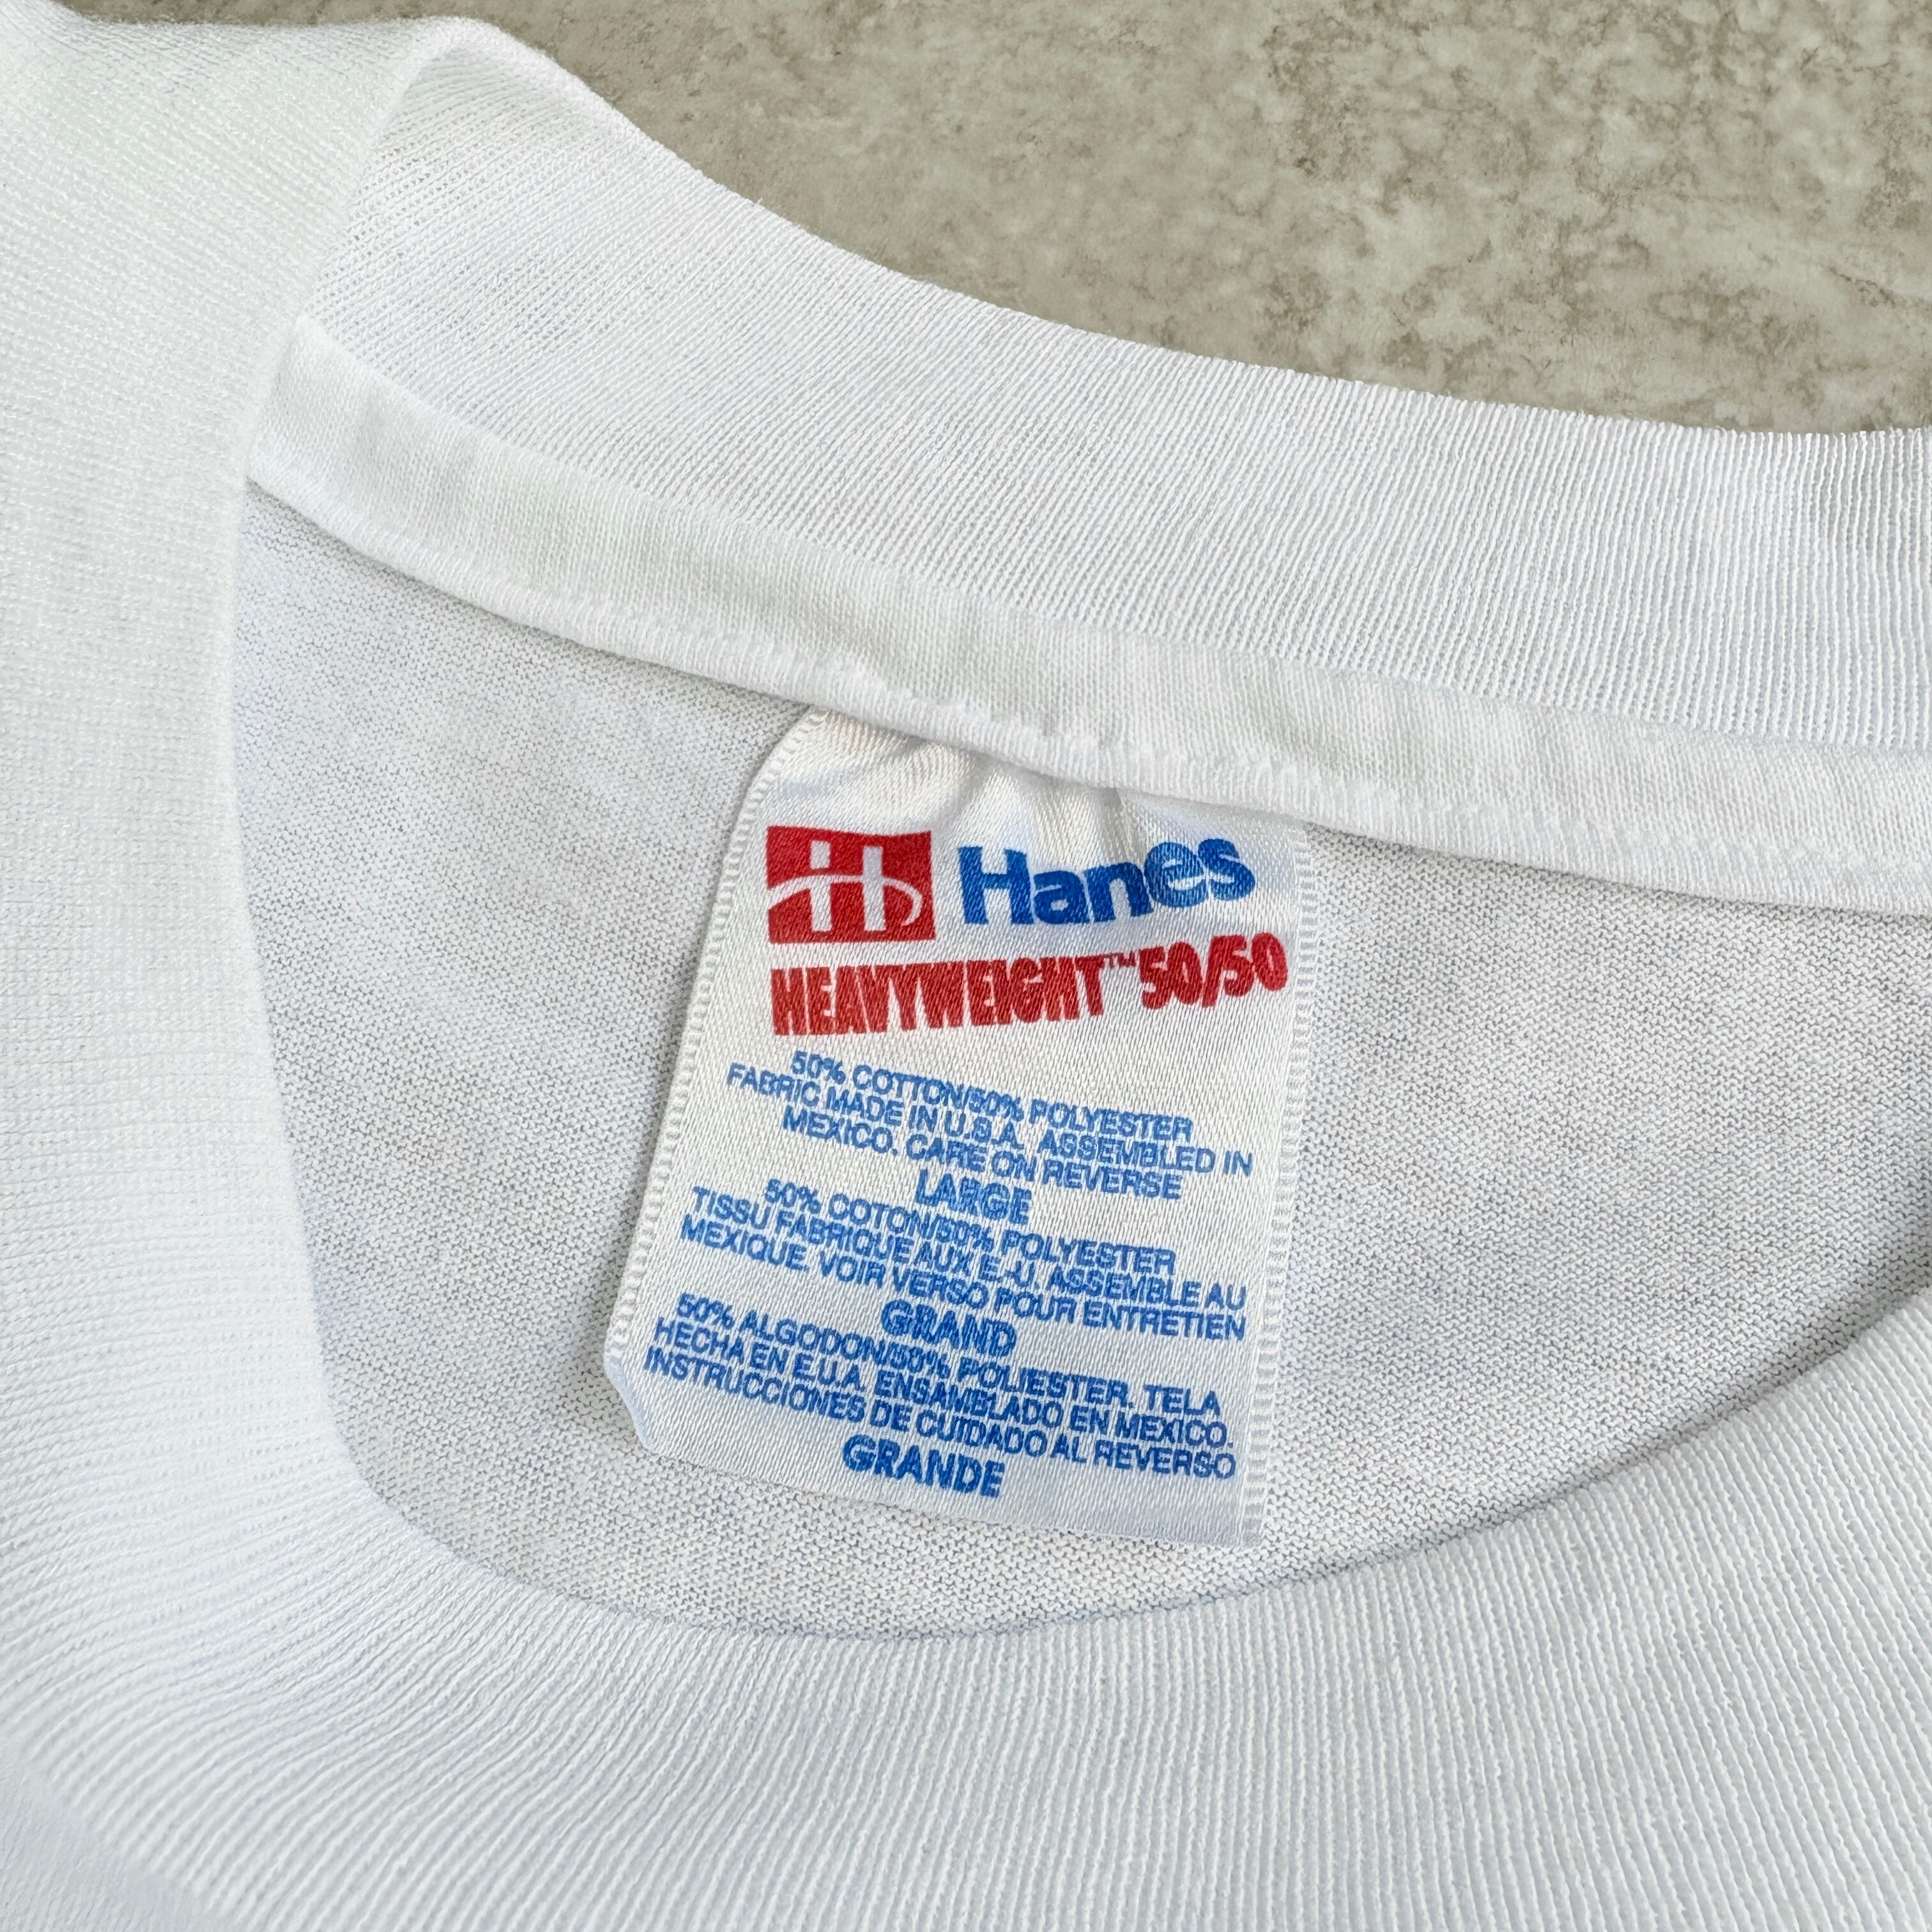 H Hanes
HEAVYWEIGHT™ 50/50
50% COTTON/50% POLYESTER
FABRIC MADE IN U.S.A. ASSEMBLED IN
MEXICO. CARE ON REVERSE
LARGE
50% COTON/50% POLYESTER
TISSU FABRIQUE AUX E.-U. ASSEMBLE AU
MEXIQUE. VOIR VERSO POUR ENTRETIEN
GRAND
50% ALGODON/50% POLIESTER. TELA
HECHA EN E.U.A. ENSAMBLADO EN MEXICO.
INSTRUCCIONES DE CUIDADO AL REVERSO
GRANDE